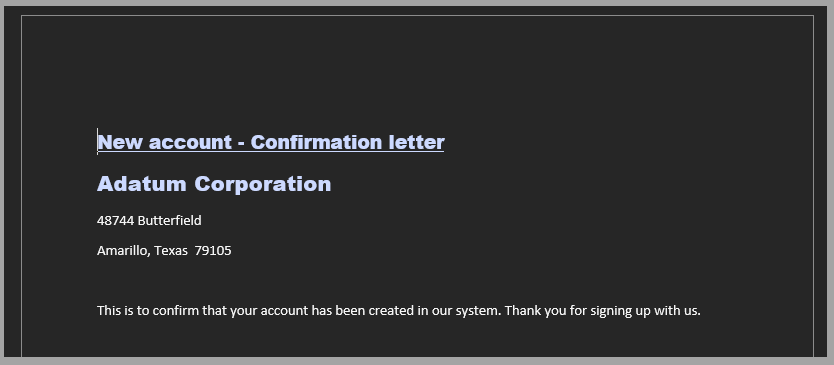 New account - Confirmation letter
Adatum Corporation
48744 Butterfield
Amarillo, Texas  79105
This is to confirm that your account has been created in our system. Thank you for signing up with us.